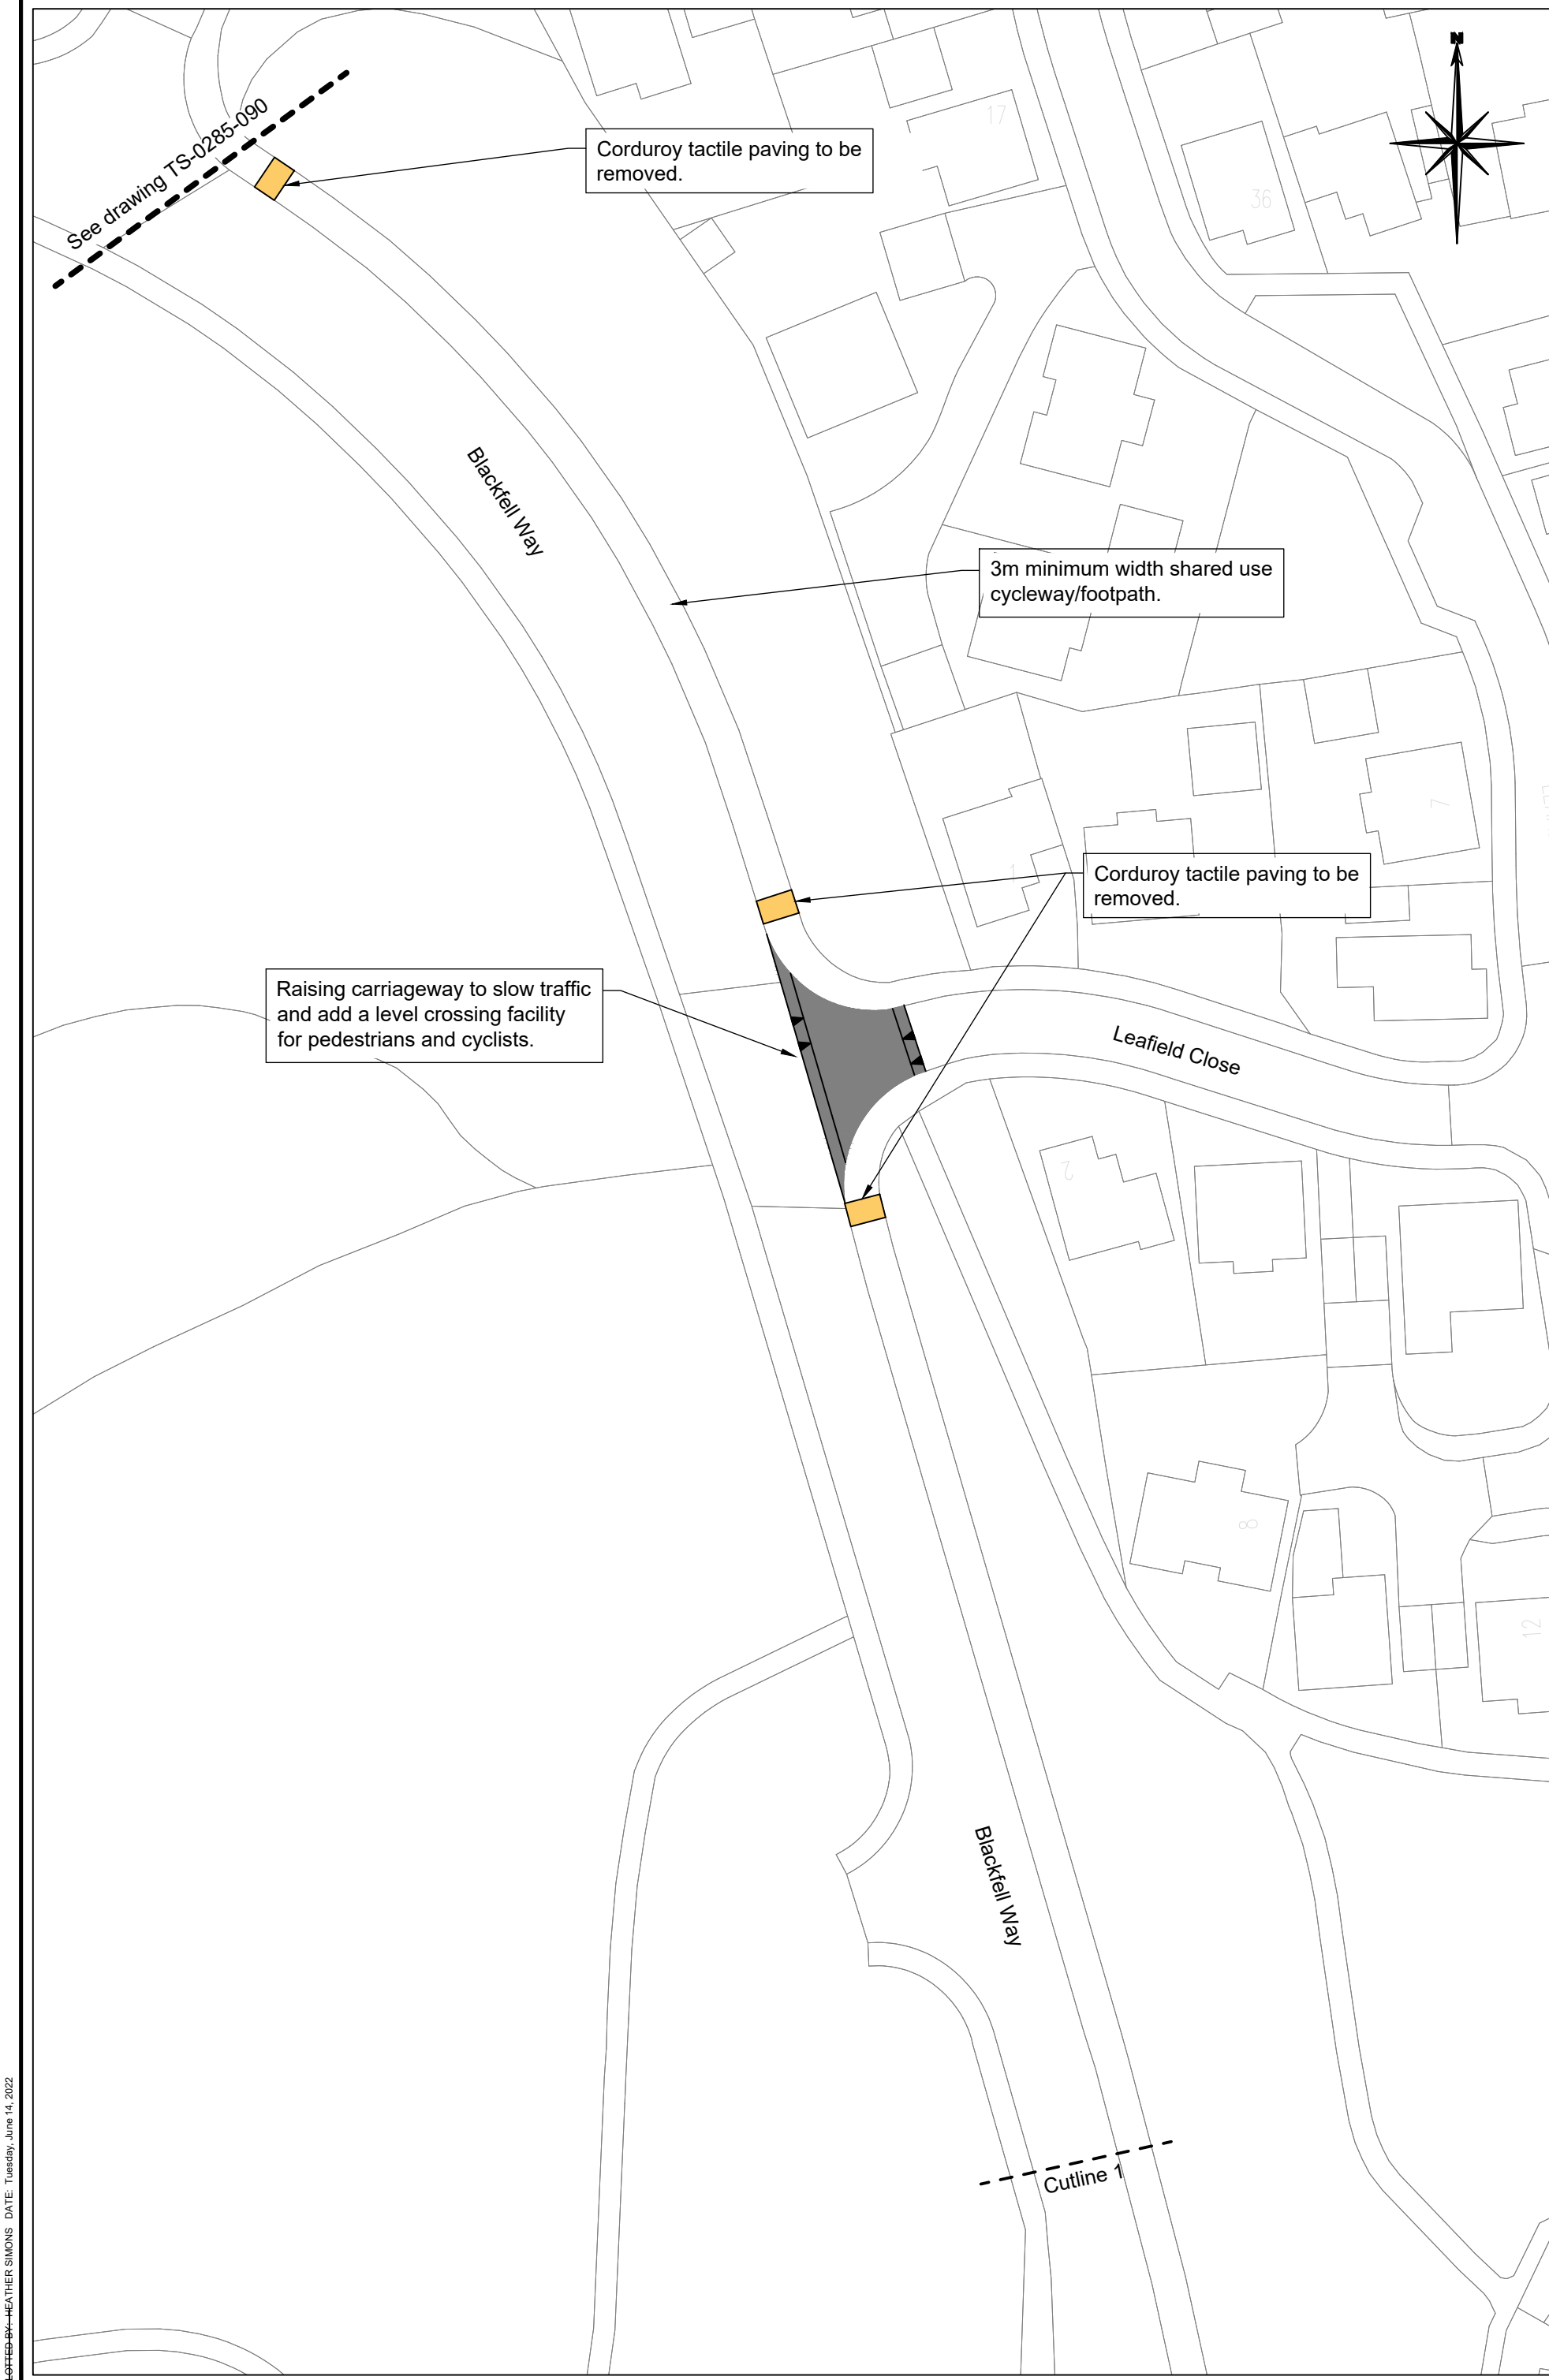 N
See drawing TS-0285-090
Corduroy tactile paving to be
removed.
17
36
Blackfell Way
3m minimum width shared use
cycleway/footpath.
7
1
Corduroy tactile paving to be
removed.
Raising carriageway to slow traffic
and add a level crossing facility
for pedestrians and cyclists.
Leafield Close
2
8
12
Blackfell Way
Cutline 1
LOTTED BY: HEATHER SIMONS DATE: Tuesday, June 14, 2022